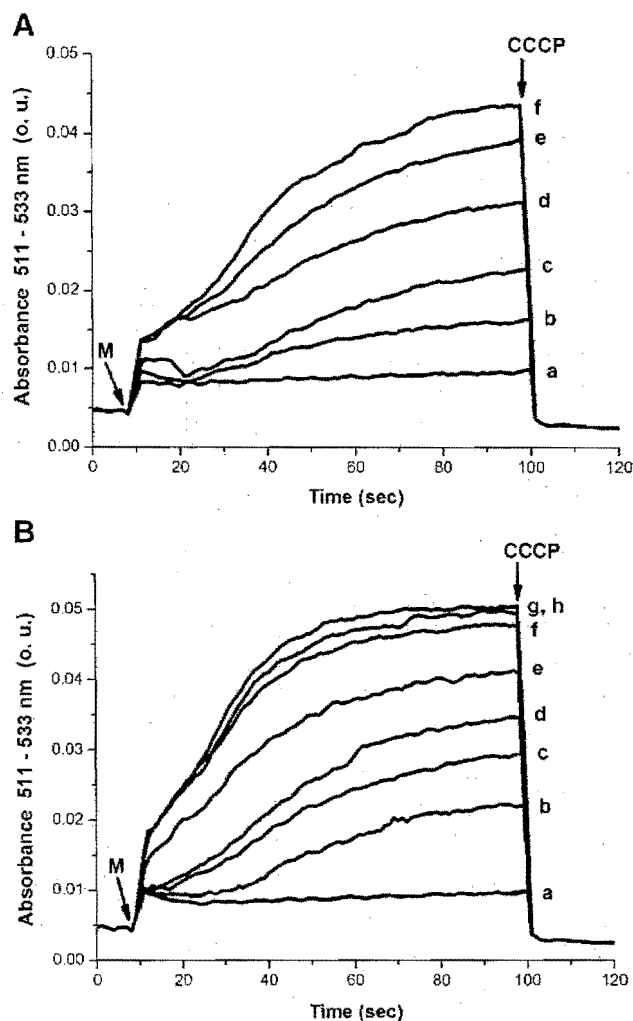 A
CCCP
0.05
f
0.04
e
Absorbance 511 - 533 nm (o. u.)
0.03
d
0.02
c
M
b
0.01
a
0.00
0 20 40 60 80 100 120
Time (sec)
B
CCCP
0.05
g, h
f
0.04
e
Absorbance 511 - 533 nm (o. u.)
d
0.03
c
0.02
b
M
0.01
a
0.00
0 20 40 60 80 100 120
Time (sec)